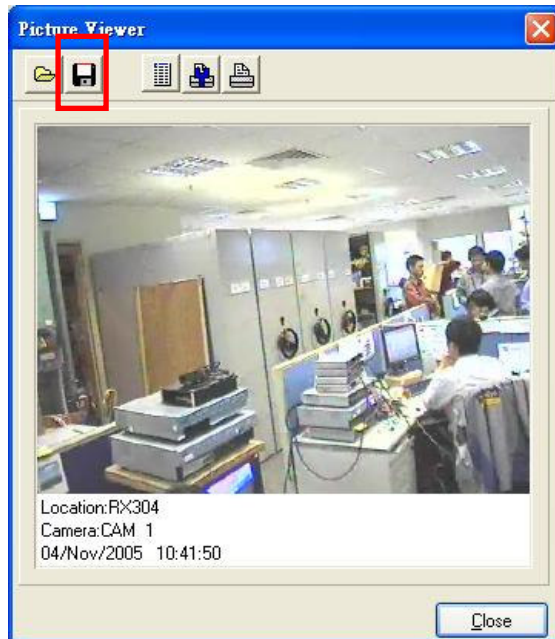 Picture Viewer
Location:RX304
Camera:CAM 1
04/Nov/2005 10:41:50
Close